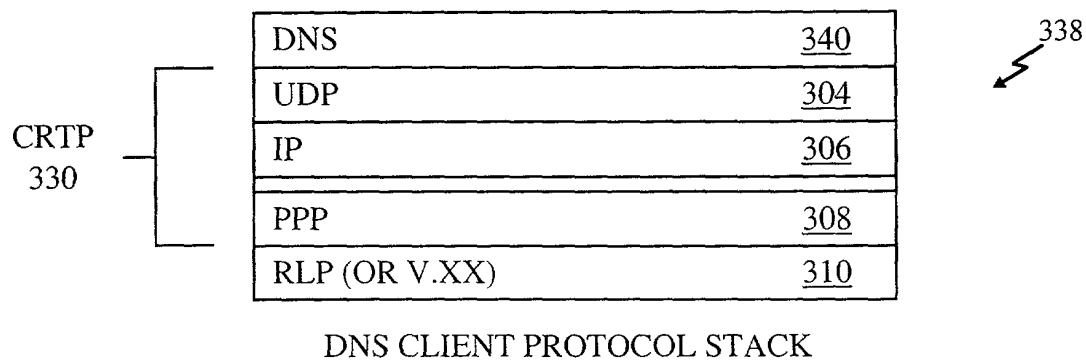 DNS 340
338
UDP 304
CRTP
330
IP 306
PPP 308
RLP (OR V.XX) 310
DNS CLIENT PROTOCOL STACK